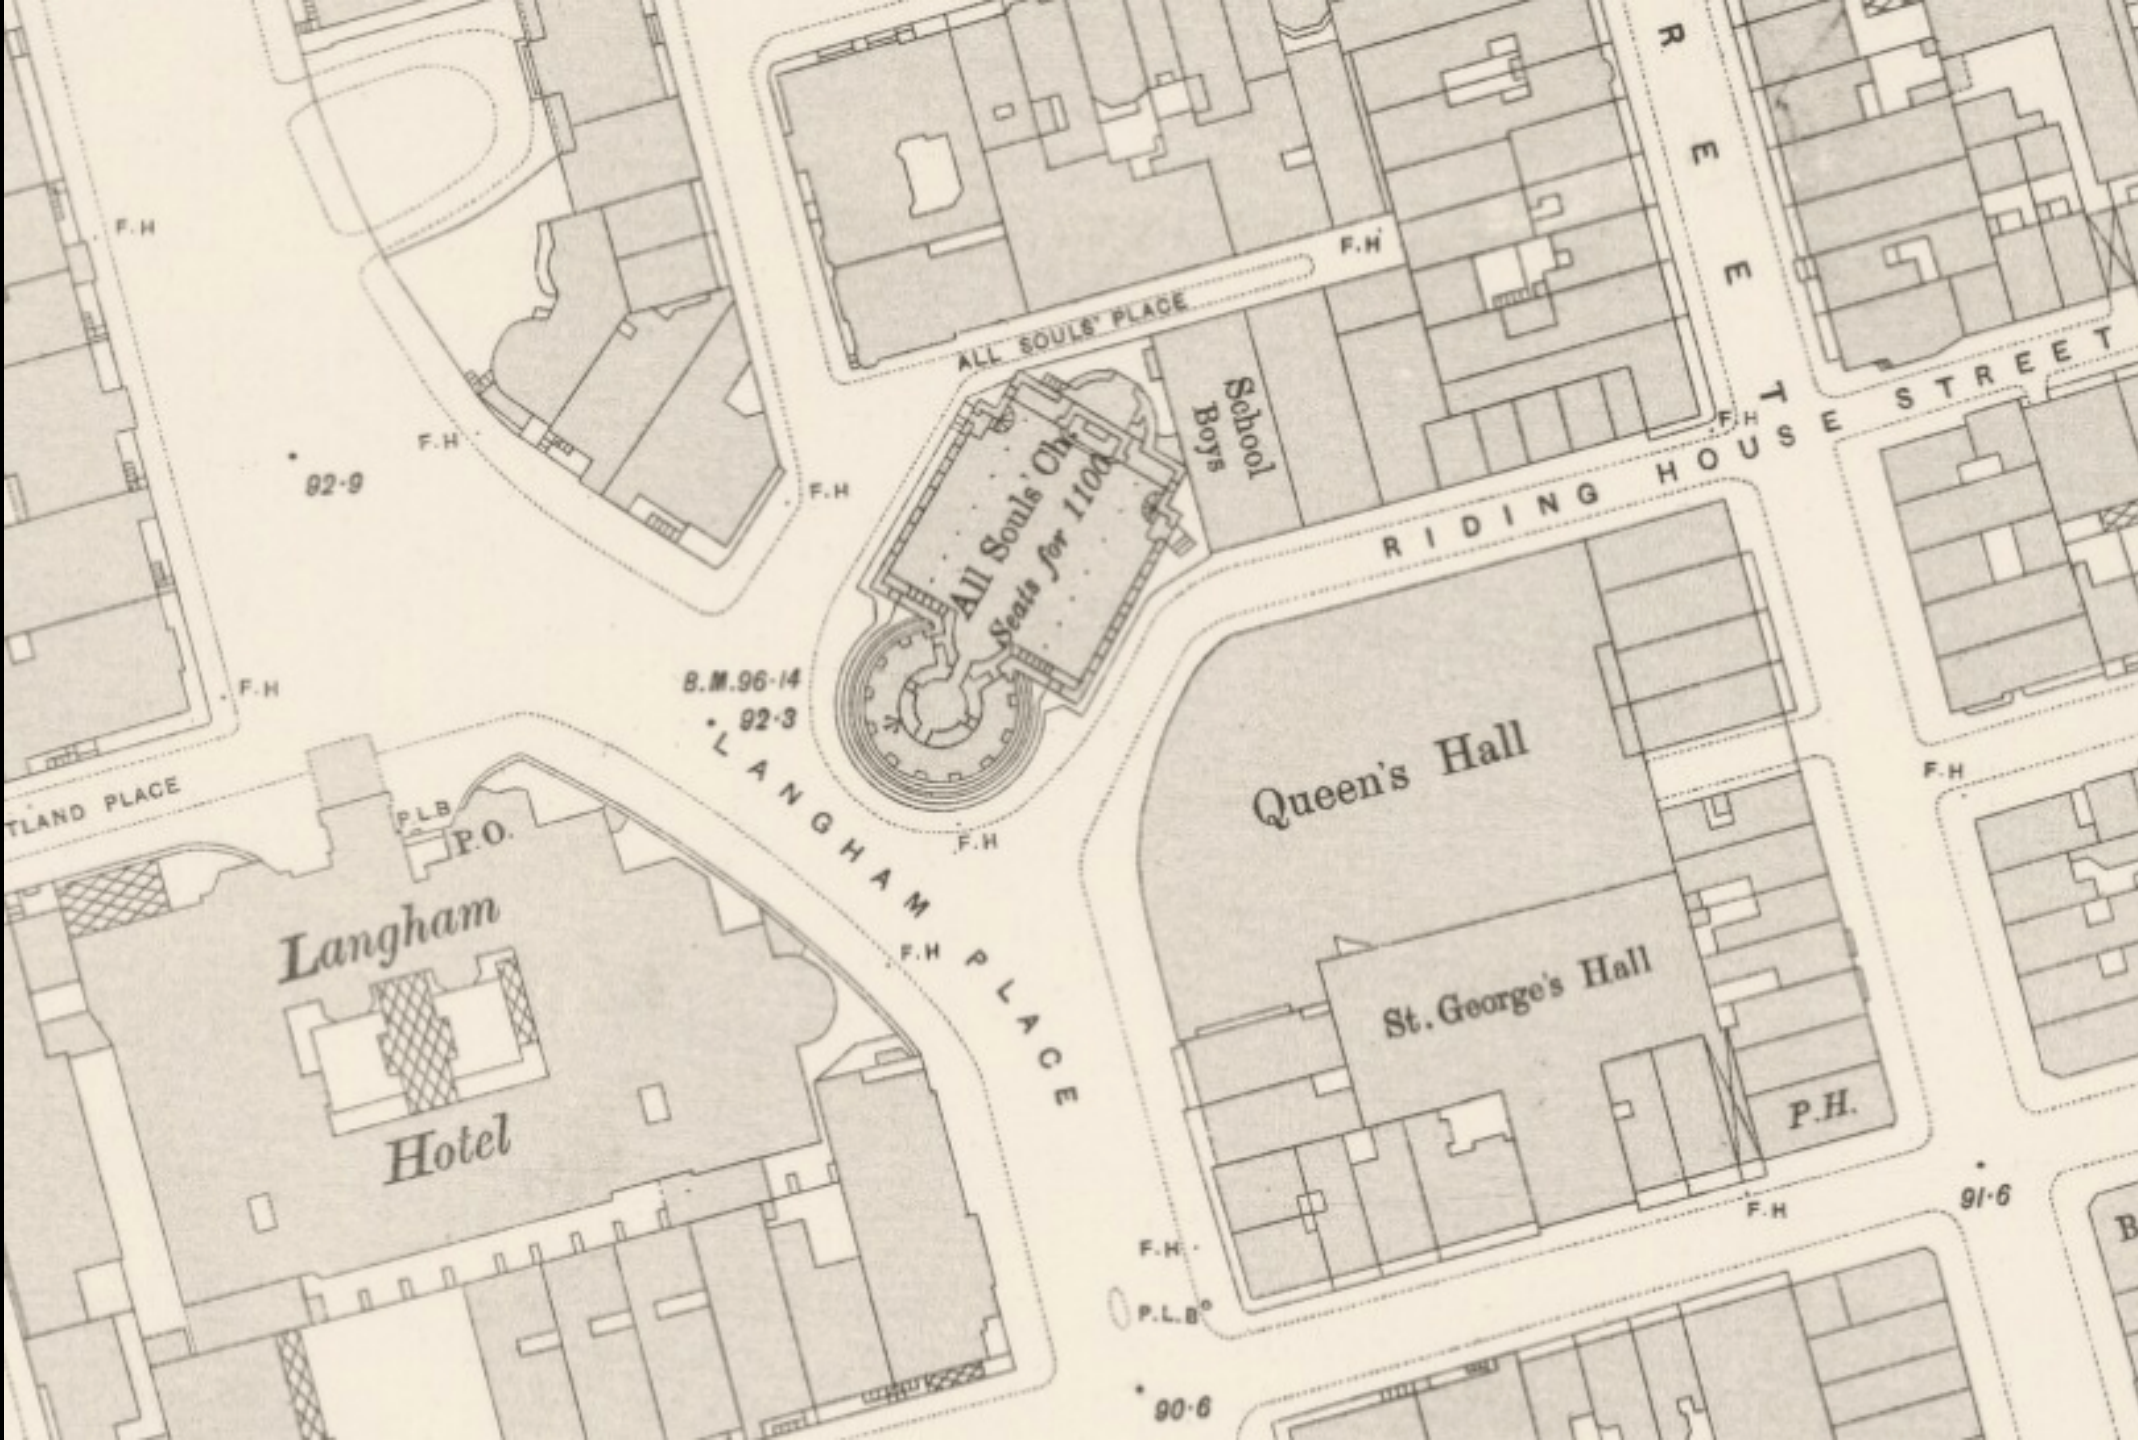 R
E
E
T
F.H
F.H
ALL SOULS' PLACE
School
Boys
F.H
F.H
92·9
F.H
All Souls' Ch.
Seats for 1100
RIDING HOUSE STREET
F.H
B.M.96·14
92·3
LANGHAM PLACE
Queen's Hall
F.H
TLAND PLACE
P.L.B
P.O.
F.H
F.H
Langham
Hotel
St. George's Hall
P.H.
F.H
91·6
B
F.H
P.L.B
90·6